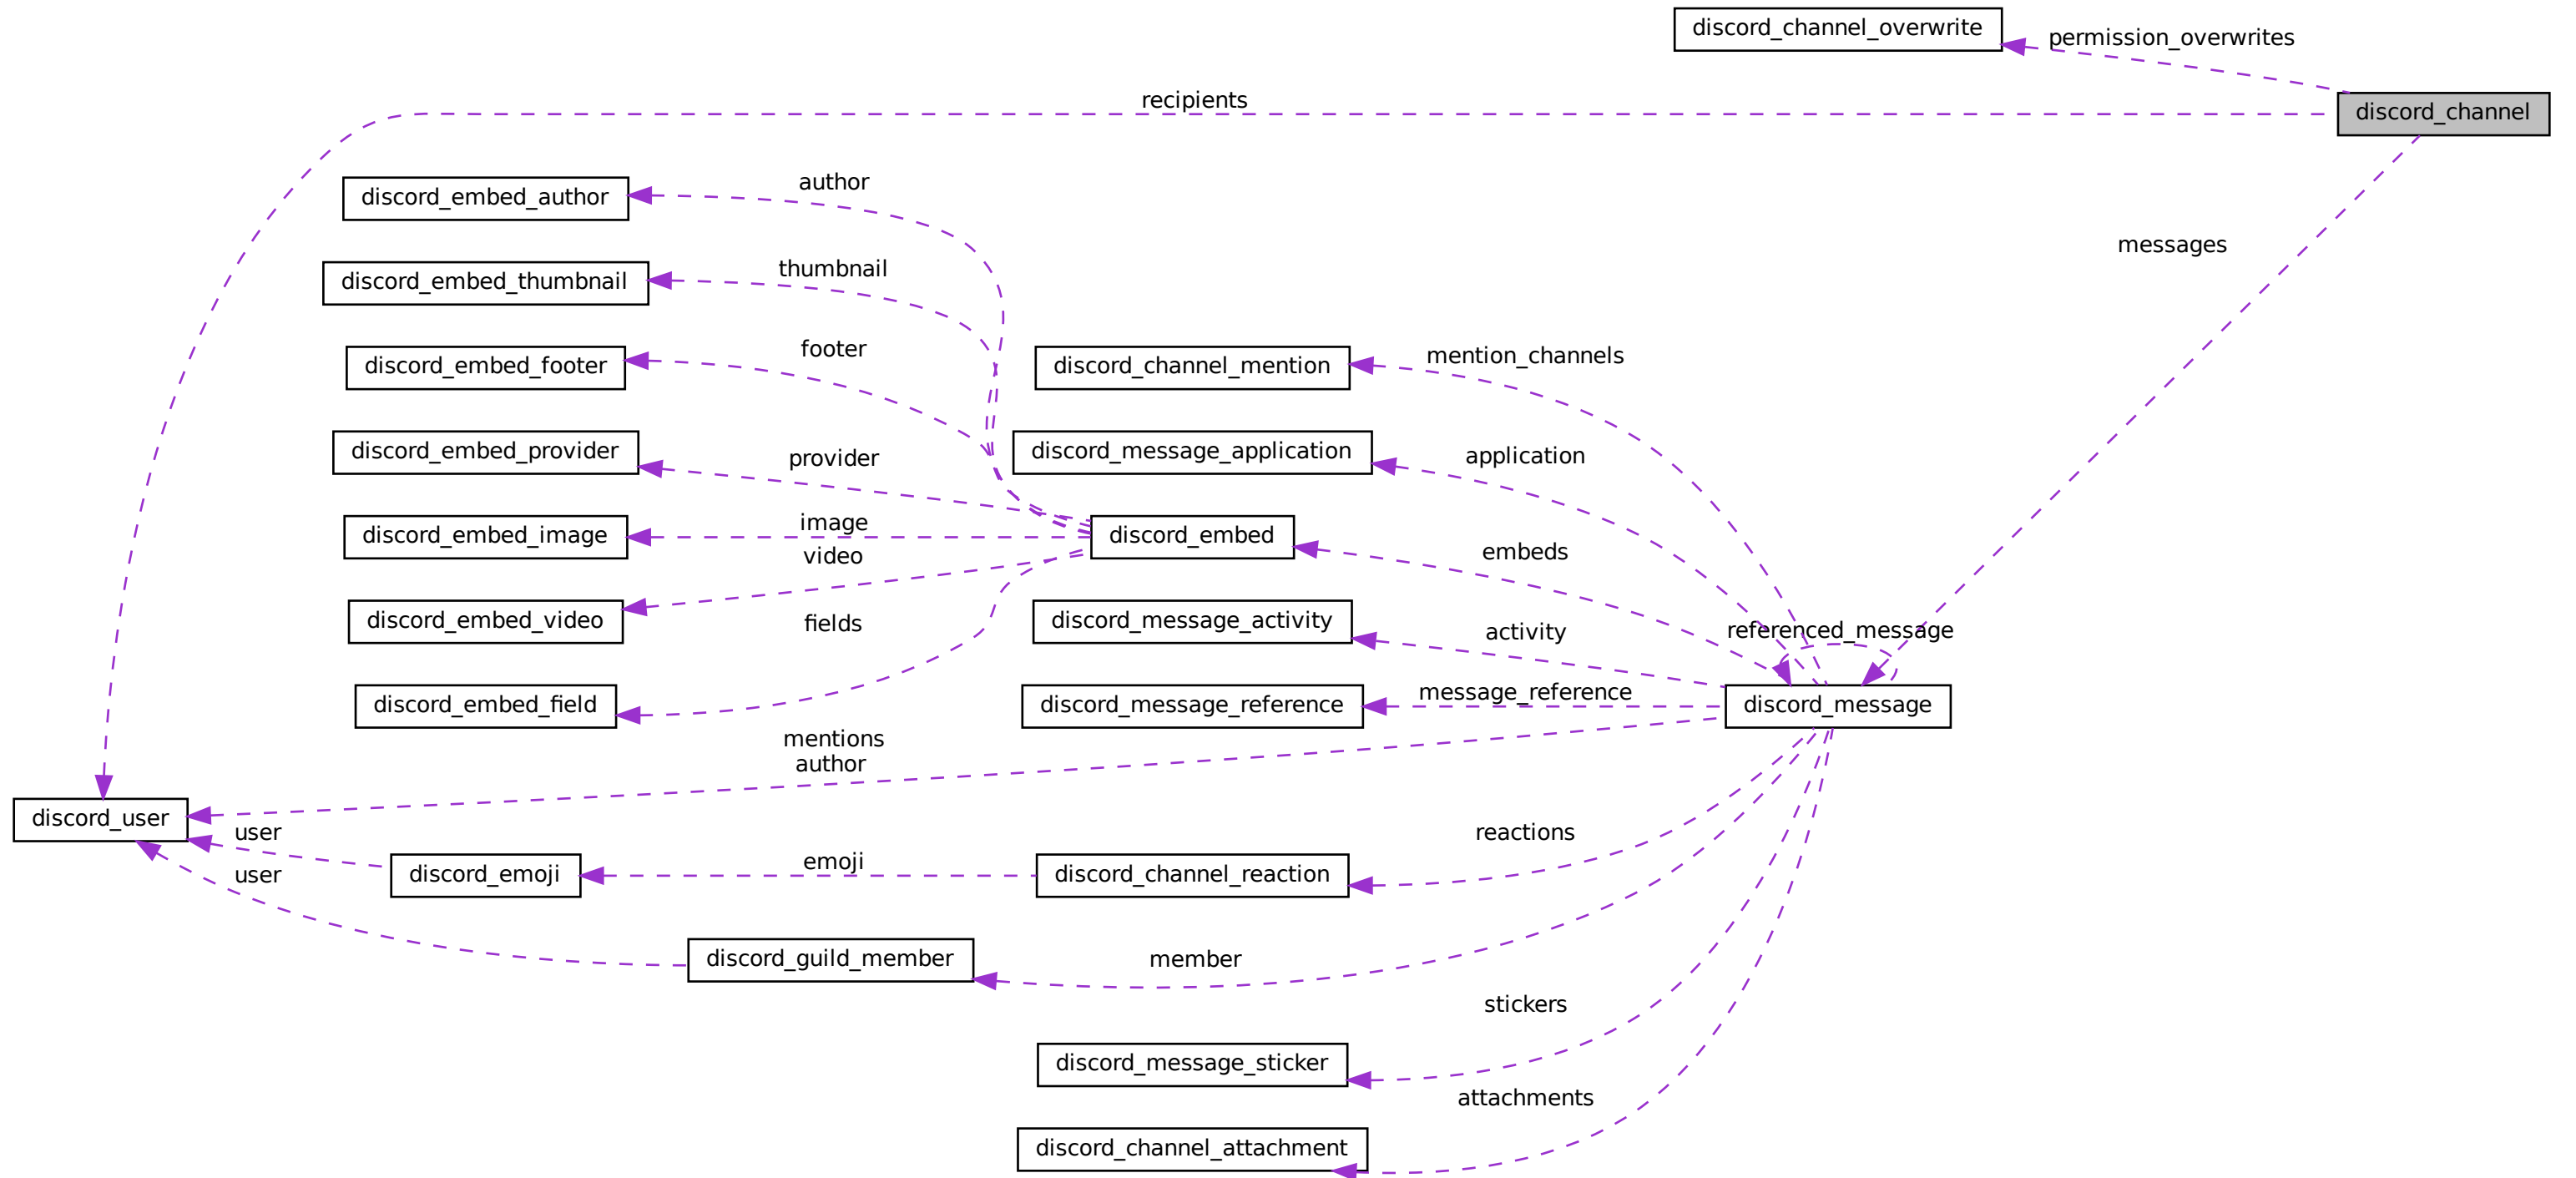 discord_channel_overwrite
permission_overwrites
recipients
discord_channel
author
discord_embed_author
messages
thumbnail
discord_embed_thumbnail
footer
mention_channels
discord_embed_footer
discord_channel_mention
discord_embed_provider
provider
discord_message_application
application
image
discord_embed_image
discord_embed
embeds
video
discord_embed_video
fields
discord_message_activity
activity
referenced_message
discord_embed_field
discord_message_reference
message_reference
discord_message
mentions
author
discord_user
user
user
discord_emoji
emoji
discord_channel_reaction
reactions
discord_guild_member
member
stickers
discord_message_sticker
attachments
discord_channel_attachment